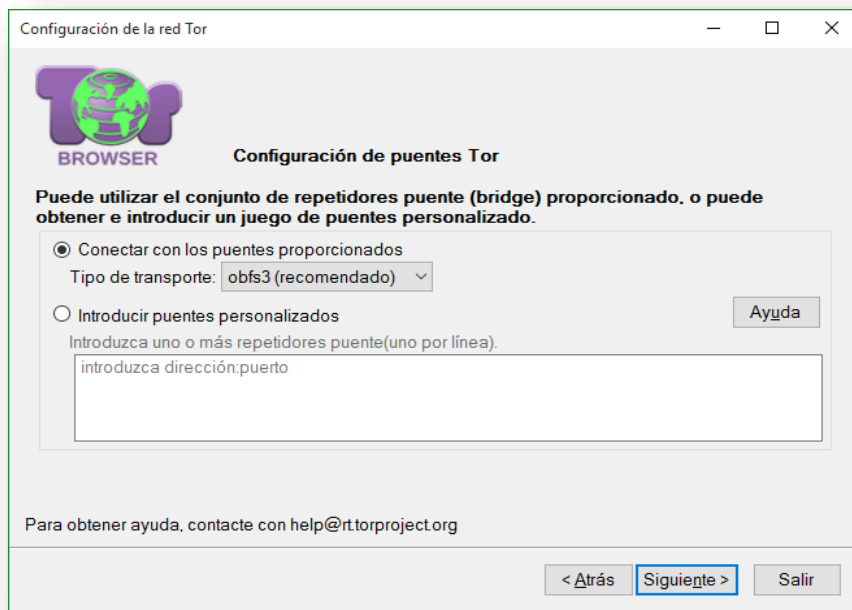 Configuración de la red Tor
Tor
BROWSER
Configuración de puentes Tor
Puede utilizar el conjunto de repetidores puente (bridge) proporcionado, o puede
obtener e introducir un juego de puentes personalizado.
Conectar con los puentes proporcionados
Tipo de transporte: obfs3 (recomendado)
Introducir puentes personalizados
Ayuda
Introduzca uno o más repetidores puente(uno por línea).
introduzca dirección:puerto
Para obtener ayuda, contacte con help@rt.torproject.org
< Atrás
Siguiente >
Salir